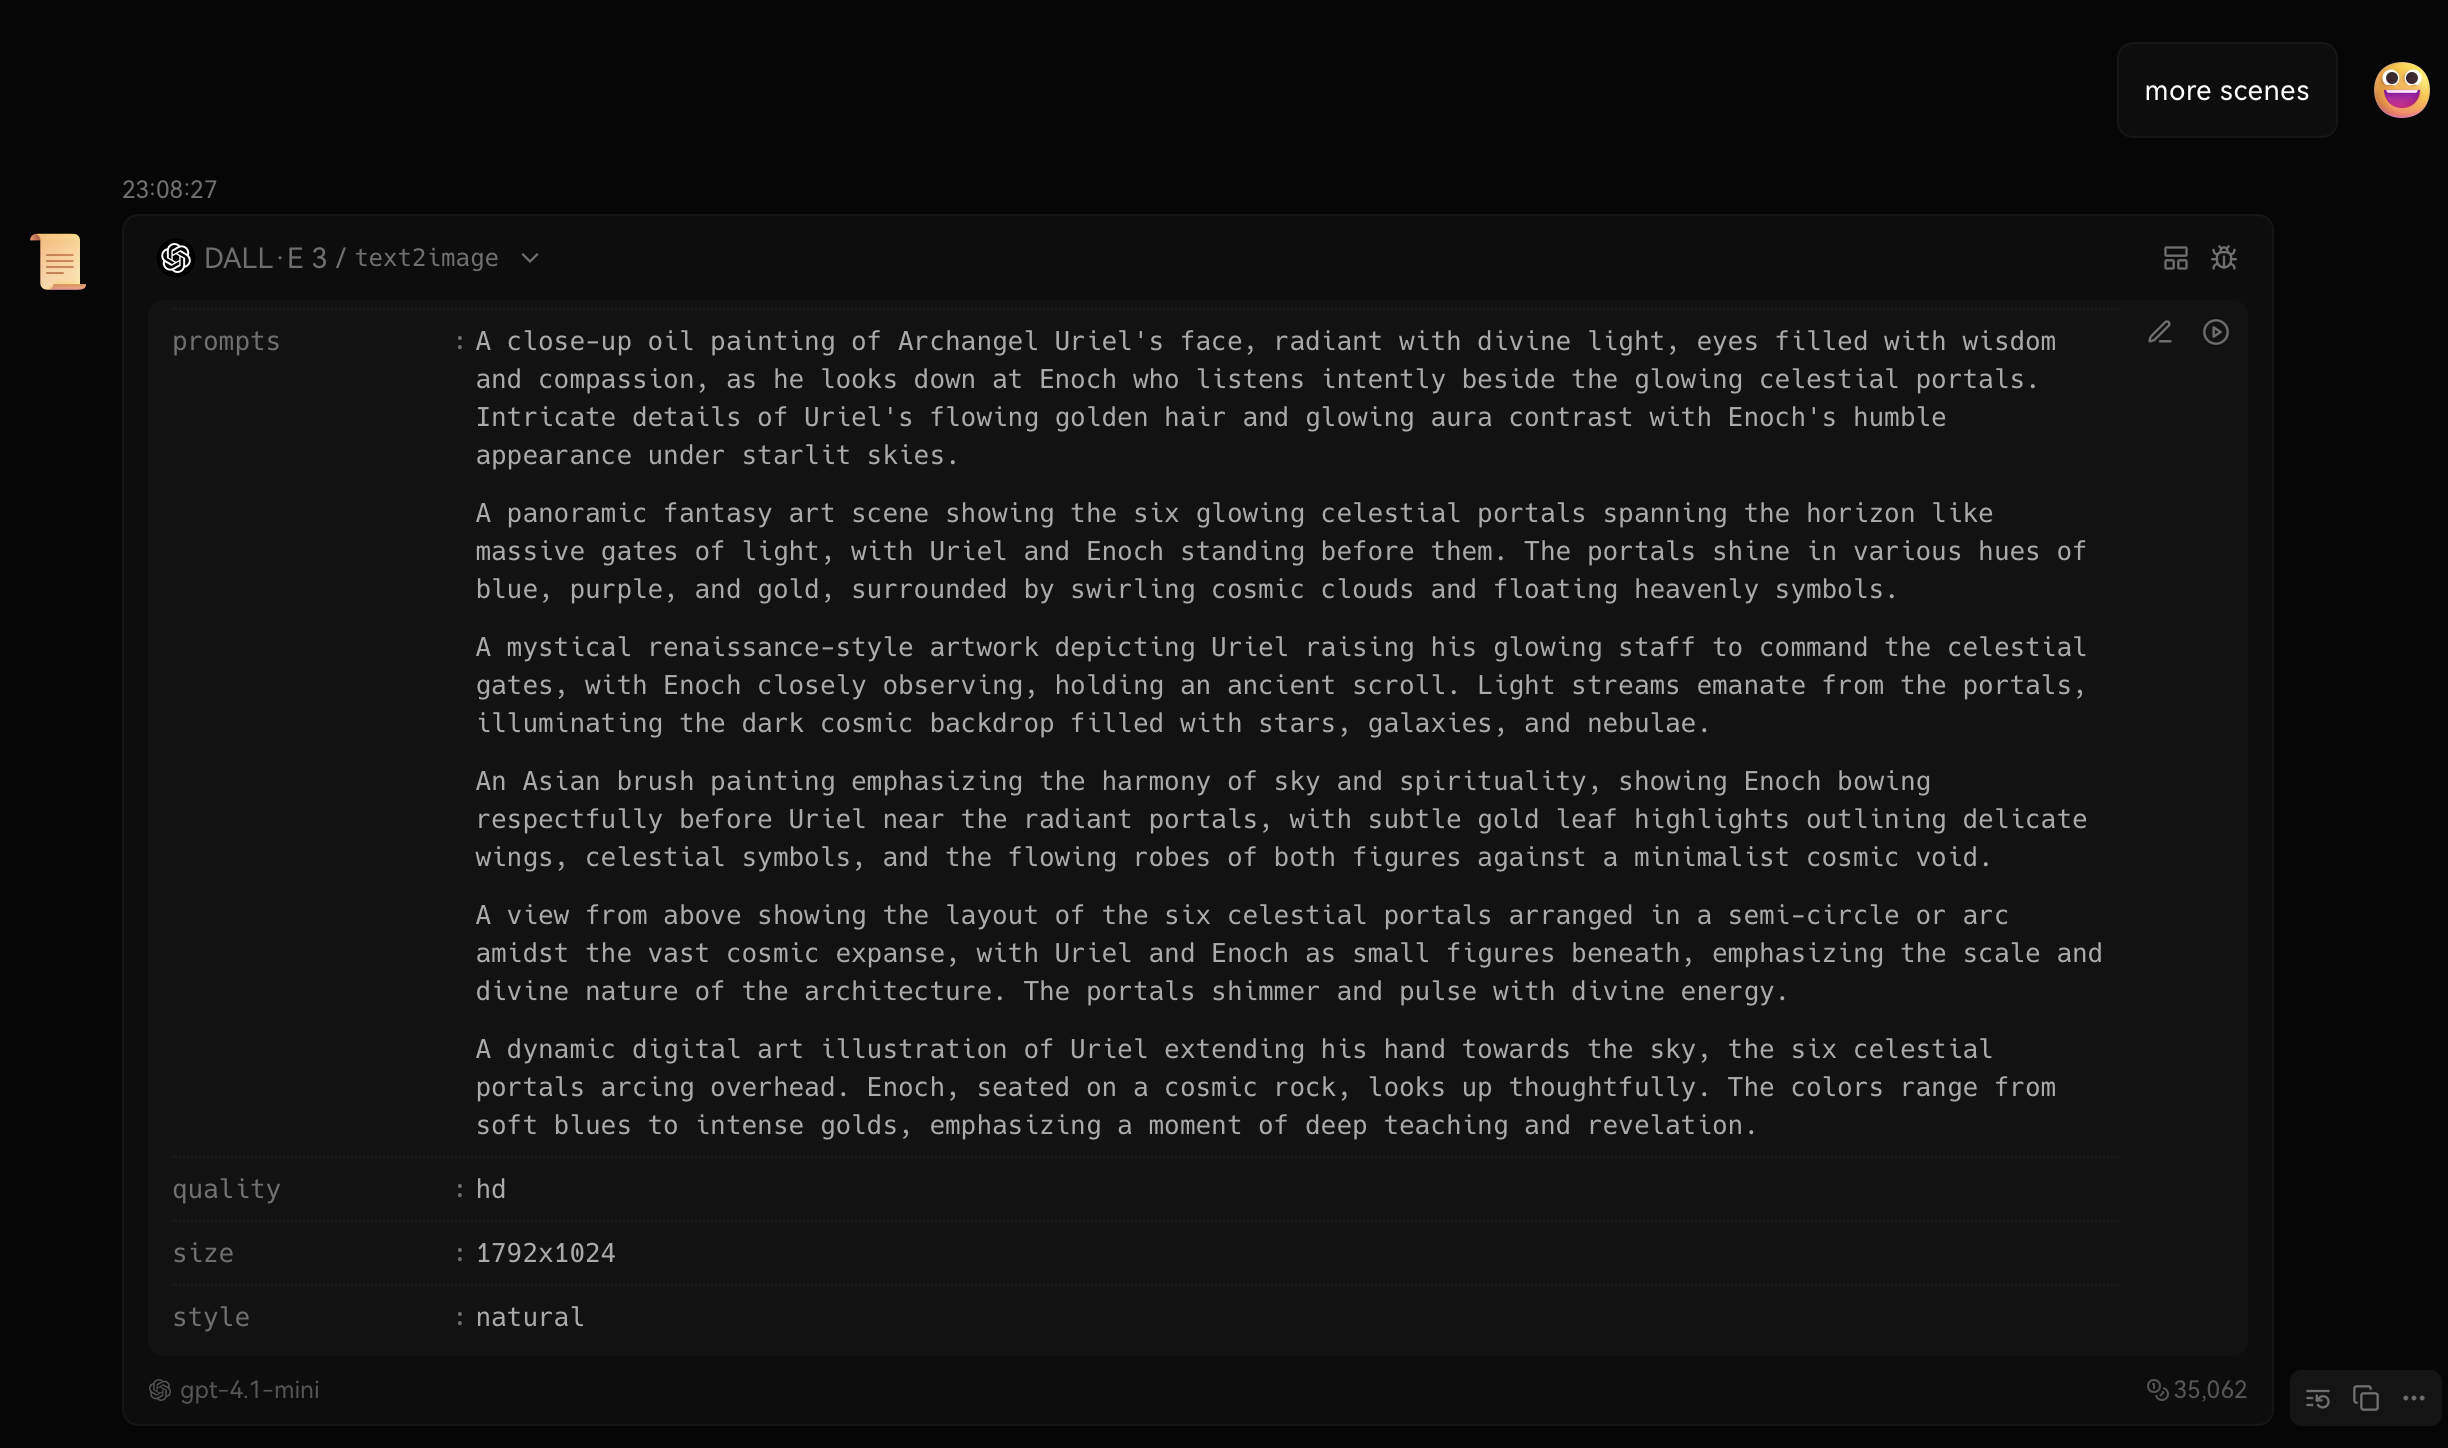 more scenes
23:08:27
DALL·E 3 / text2image
prompts : A close-up oil painting of Archangel Uriel's face, radiant with divine light, eyes filled with wisdom
and compassion, as he looks down at Enoch who listens intently beside the glowing celestial portals.
Intricate details of Uriel's flowing golden hair and glowing aura contrast with Enoch's humble
appearance under starlit skies.
A panoramic fantasy art scene showing the six glowing celestial portals spanning the horizon like
massive gates of light, with Uriel and Enoch standing before them. The portals shine in various hues of
blue, purple, and gold, surrounded by swirling cosmic clouds and floating heavenly symbols.
A mystical renaissance-style artwork depicting Uriel raising his glowing staff to command the celestial
gates, with Enoch closely observing, holding an ancient scroll. Light streams emanate from the portals,
illuminating the dark cosmic backdrop filled with stars, galaxies, and nebulae.
An Asian brush painting emphasizing the harmony of sky and spirituality, showing Enoch bowing
respectfully before Uriel near the radiant portals, with subtle gold leaf highlights outlining delicate
wings, celestial symbols, and the flowing robes of both figures against a minimalist cosmic void.
A view from above showing the layout of the six celestial portals arranged in a semi-circle or arc
amidst the vast cosmic expanse, with Uriel and Enoch as small figures beneath, emphasizing the scale and
divine nature of the architecture. The portals shimmer and pulse with divine energy.
A dynamic digital art illustration of Uriel extending his hand towards the sky, the six celestial
portals arcing overhead. Enoch, seated on a cosmic rock, looks up thoughtfully. The colors range from
soft blues to intense golds, emphasizing a moment of deep teaching and revelation.
quality : hd
size : 1792x1024
style : natural
gpt-4.1-mini
35,062